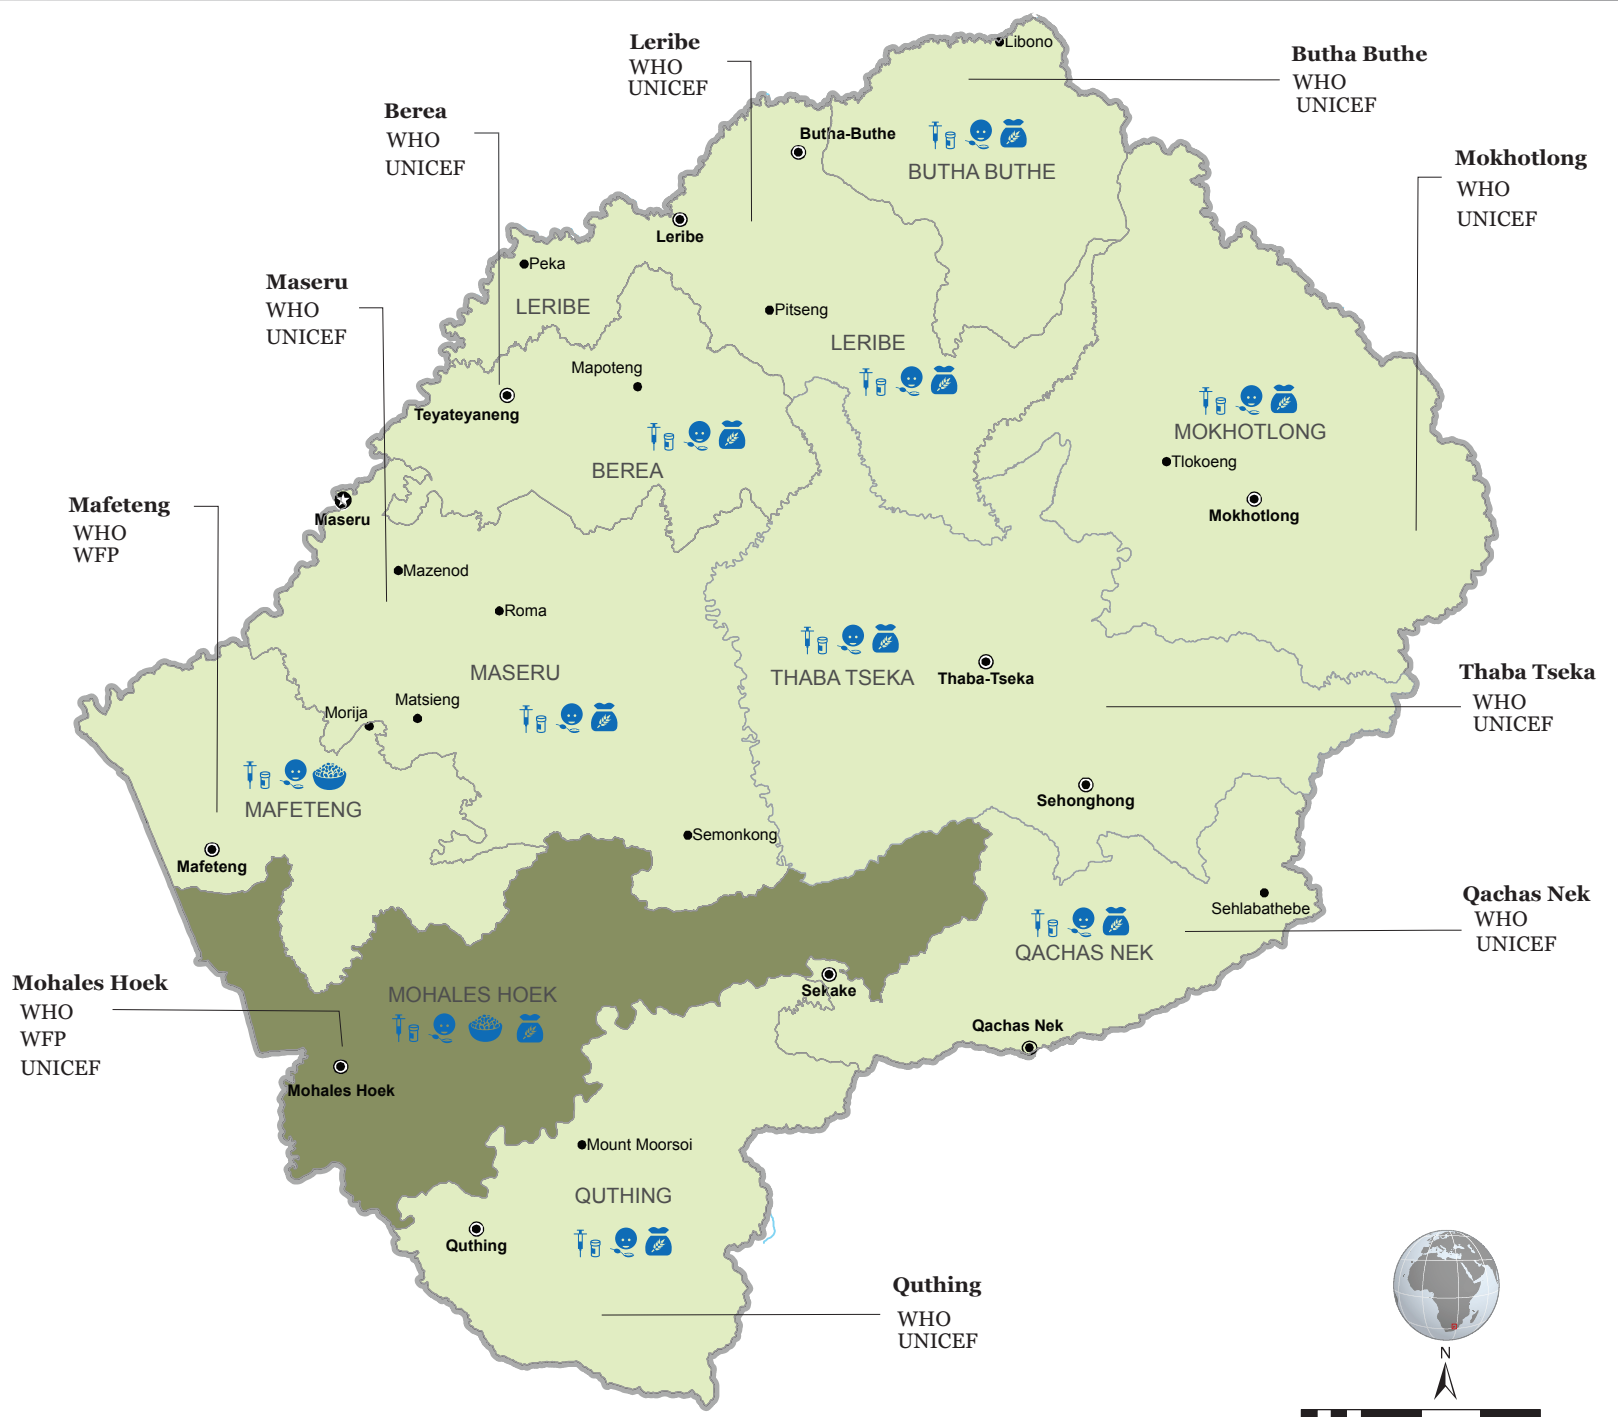 Leribe
WHO
UNICEF
Libono
Butha Buthe
WHO
UNICEF
Berea
WHO
UNICEF
Butha-Buthe
BUTHA BUTHE
Mokhotlong
WHO
UNICEF
Leribe
Peka
Maseru
WHO
UNICEF
LERIBE
Pitseng
LERIBE
Mapoteng
Teyateyaneng
MOKHOTLONG
Tlokoeng
BEREA
Mokhotlong
Mafeteng
WHO
WFP
Maseru
Mazenod
Roma
MASERU
THABA TSEKA
Thaba-Tseka
Thaba Tseka
WHO
UNICEF
Matsieng
Morija
MAFETENG
Sehonghong
Semonkong
Mafeteng
Sehlabathebe
Qachas Nek
WHO
UNICEF
QACHAS NEK
Mohales Hoek
WHO
WFP
UNICEF
MOHALES HOEK
Sekake
Qachas Nek
Mohales Hoek
Mount Moorsoi
QUTHING
Quthing
Quthing
WHO
UNICEF
N